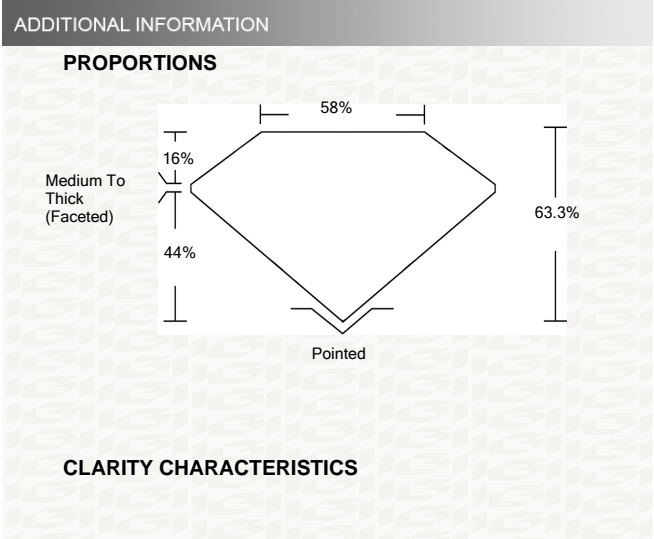 ADDITIONAL INFORMATION
PROPORTIONS
58%
16%
Medium To
Thick
(Faceted)
63.3%
44%
Pointed
CLARITY CHARACTERISTICS